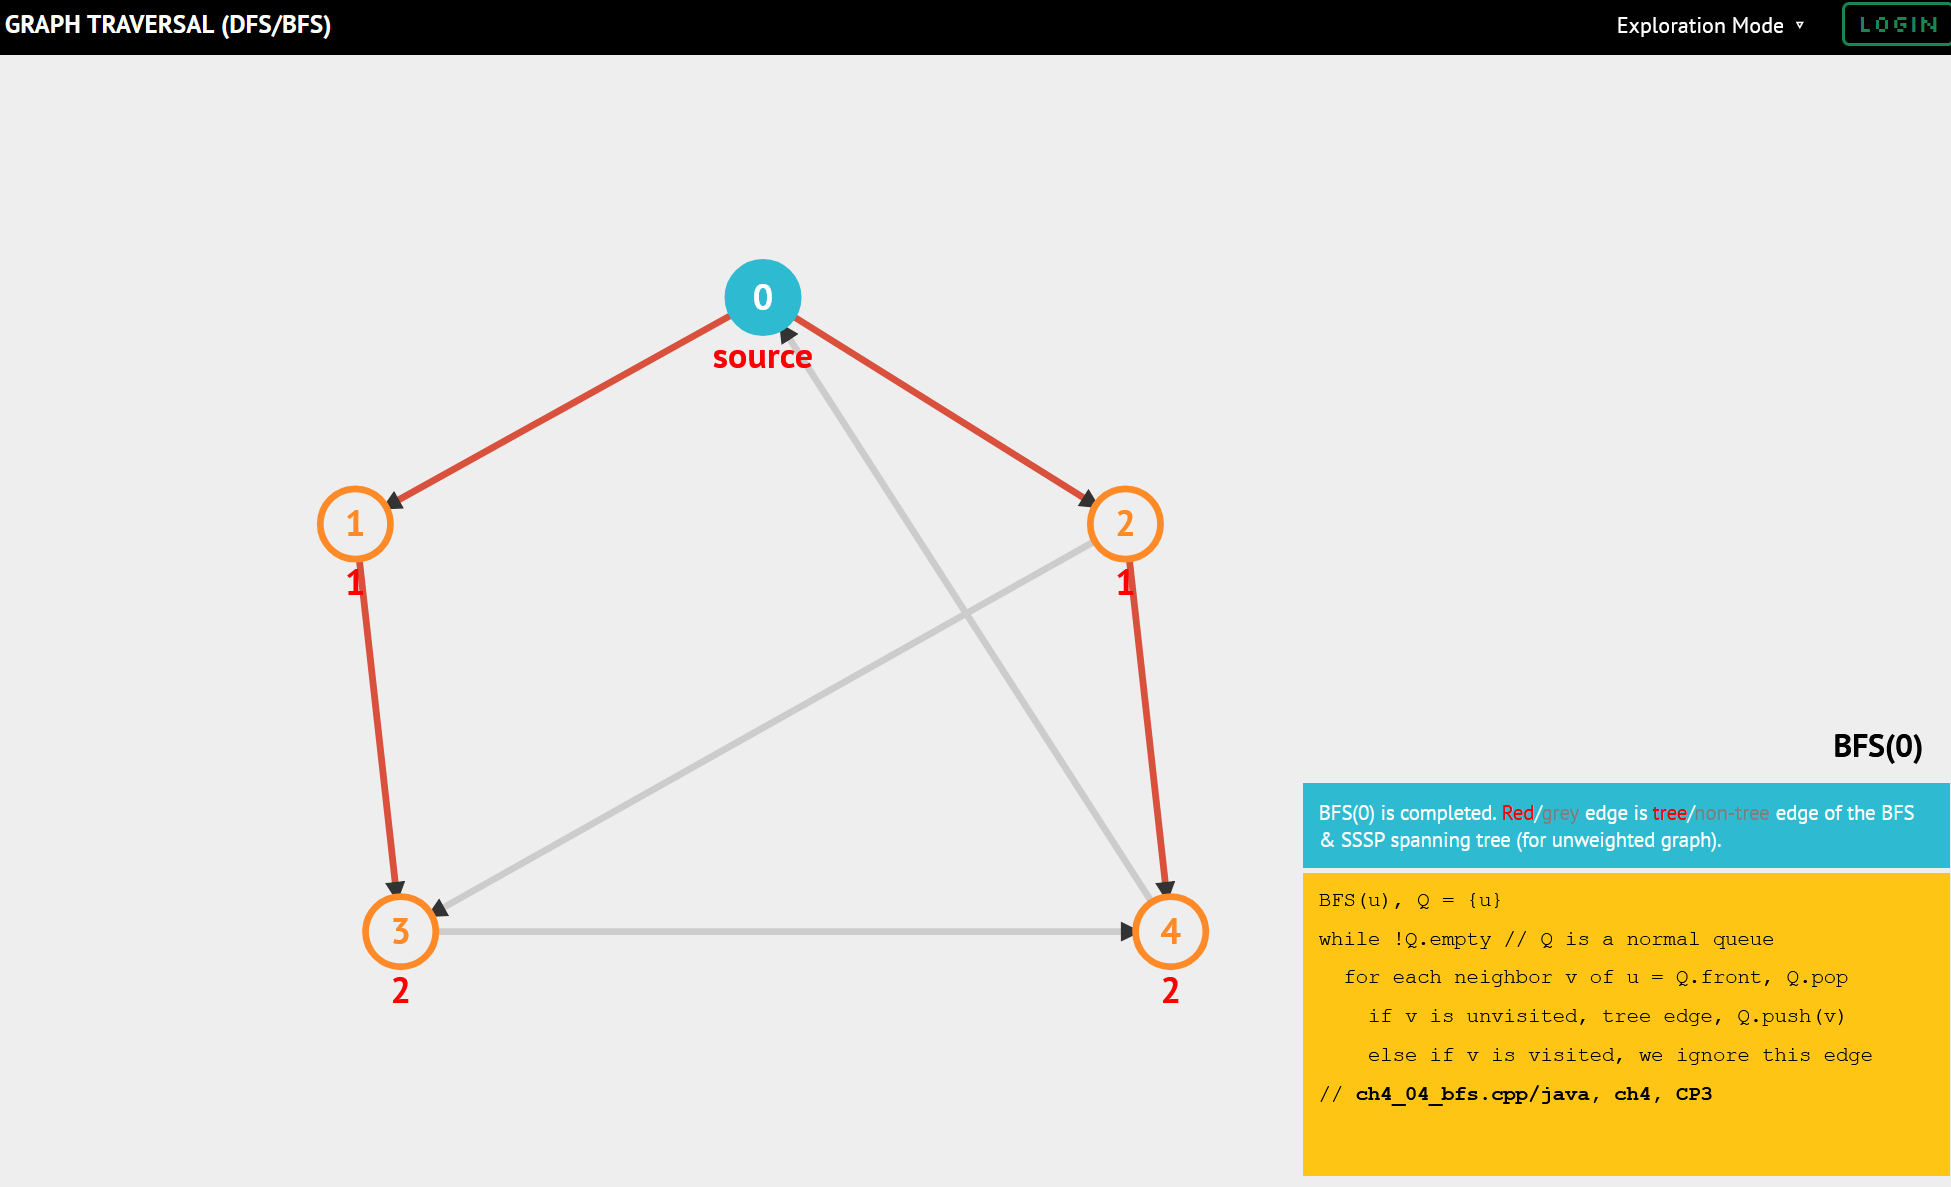 GRAPH TRAVERSAL (DFS/BFS)
Exploration Mode ▿
LOGIN
0
source
1
2
1
1
3
4
2
2
BFS(0)
BFS(0) is completed. Red/grey edge is tree/non-tree edge of the BFS
& SSSP spanning tree (for unweighted graph).
BFS(u), Q = {u}
while !Q.empty // Q is a normal queue
  for each neighbor v of u = Q.front, Q.pop
    if v is unvisited, tree edge, Q.push(v)
    else if v is visited, we ignore this edge
// ch4_04_bfs.cpp/java, ch4, CP3